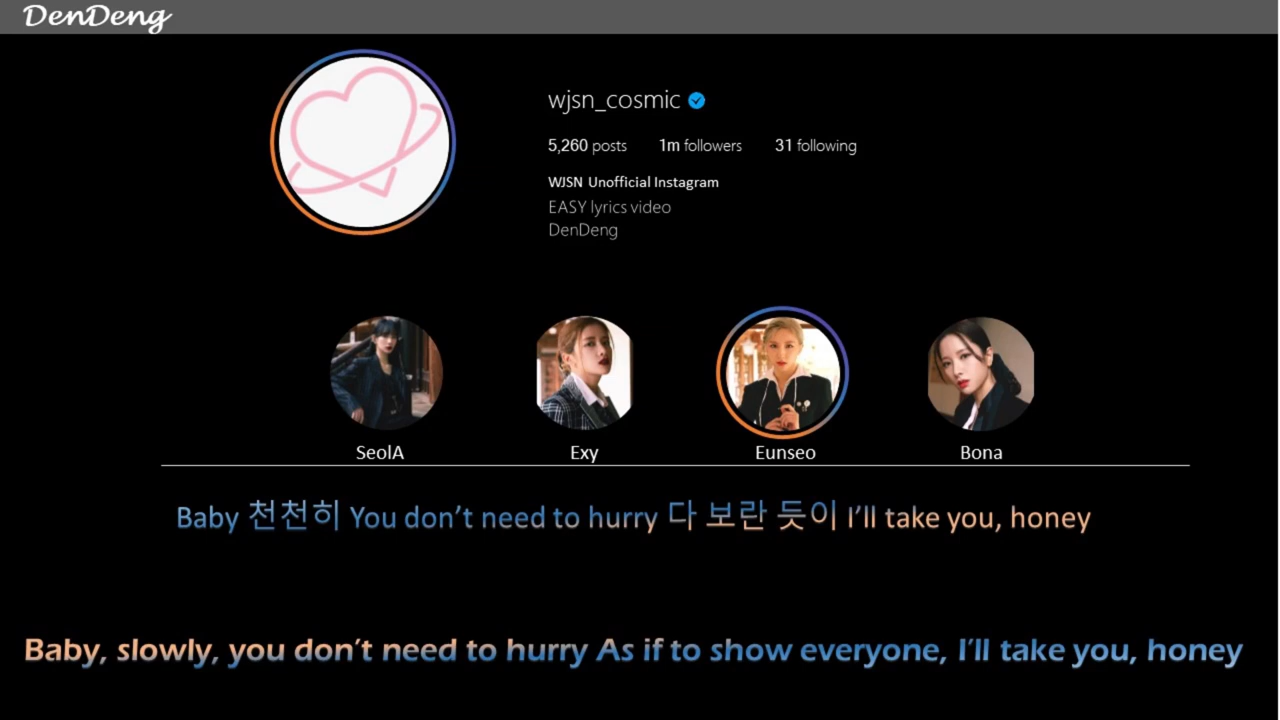 DenDeng
wjsn_cosmic
5,260 posts 1m followers 31 following
WJSN Unofficial Instagram
EASY lyrics video
DenDeng
SeolA Exy Eunseo Bona
Baby 천천히 You don't need to hurry 다 보란 듯이 I'll take you, honey
Baby, slowly, you don't need to hurry As if to show everyone, I'll take you, honey